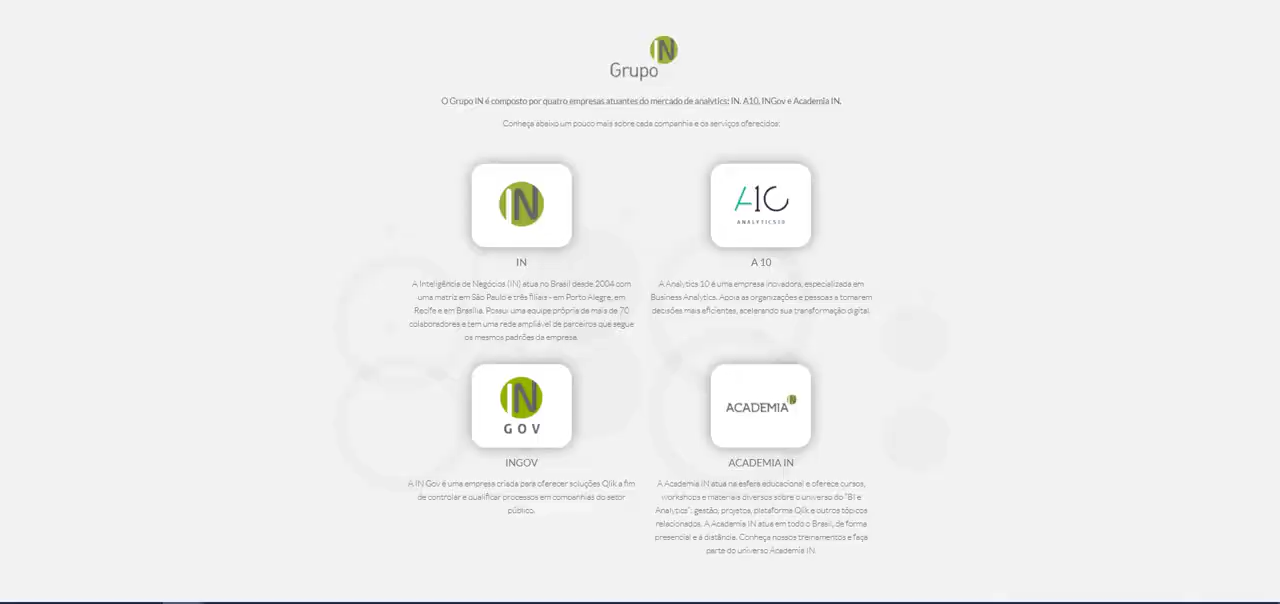 IN
Grupo
O Grupo IN é composto por quatro empresas atuantes do mercado de analytics: IN, A10, INGov e Academia IN.
Conheça abaixo um pouco mais sobre cada companhia e os serviços oferecidos:
IN
IN
A Inteligência de Negócios (IN) atua no Brasil desde 2004 com
uma matriz em São Paulo e três filiais - em Porto Alegre, em
Recife e em Brasília. Possui uma equipe própria de mais de 70
colaboradores e tem uma rede ampliável de parceiros que segue
os mesmos padrões da empresa.
A10
ANALYTICS10
A 10
A Analytics 10 é uma empresa inovadora, especializada em
Business Analytics. Apoia as organizações e pessoas a tomarem
decisões mais eficientes, acelerando sua transformação digital.
IN
GOV
INGOV
A IN Gov é uma empresa criada para oferecer soluções Qlik a fim
de controlar e qualificar processos em companhias do setor
público.
ACADEMIA IN
ACADEMIA IN
A Academia IN atua na esfera educacional e oferece cursos,
workshops e materiais diversos sobre o universo do "BI e
Analytics": gestão, projetos, plataforma Qlik e outros tópicos
relacionados. A Academia IN atua em todo o Brasil, de forma
presencial e à distância. Conheça nossos treinamentos e faça
parte do universo Academia IN.